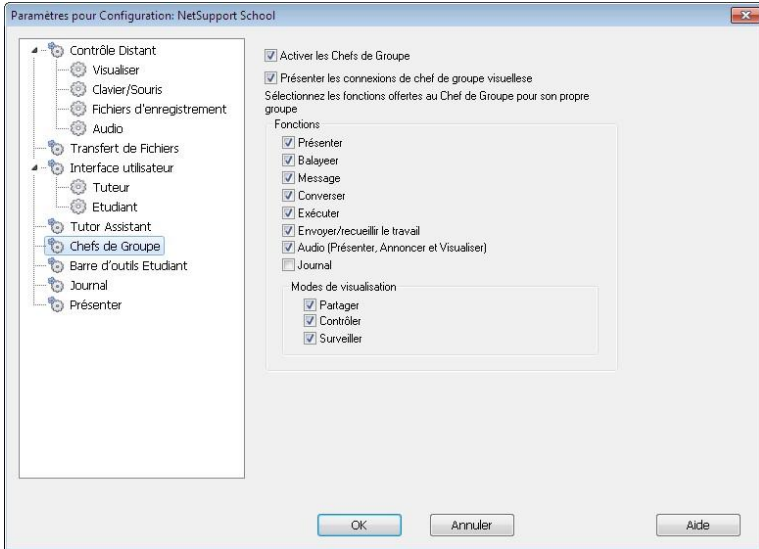 Paramètres pour Configuration: NetSupport School
Contrôle Distant
Visualiser
Clavier/Souris
Fichiers d'enregistrement
Audio
Transfert de Fichiers
Interface utilisateur
Tuteur
Etudiant
Tutor Assistant
Chefs de Groupe
Barre d'outils Etudiant
Journal
Présenter
Activer les Chefs de Groupe
Présenter les connexions de chef de groupe visuellese
Sélectionnez les fonctions offertes au Chef de Groupe pour son propre
groupe
Fonctions
Présenter
Balayeer
Message
Converser
Exécuter
Envoyer/recueillir le travail
Audio (Présenter, Annoncer et Visualiser)
Journal
Modes de visualisation
Partager
Contrôler
Surveiller
OK
Annuler
Aide